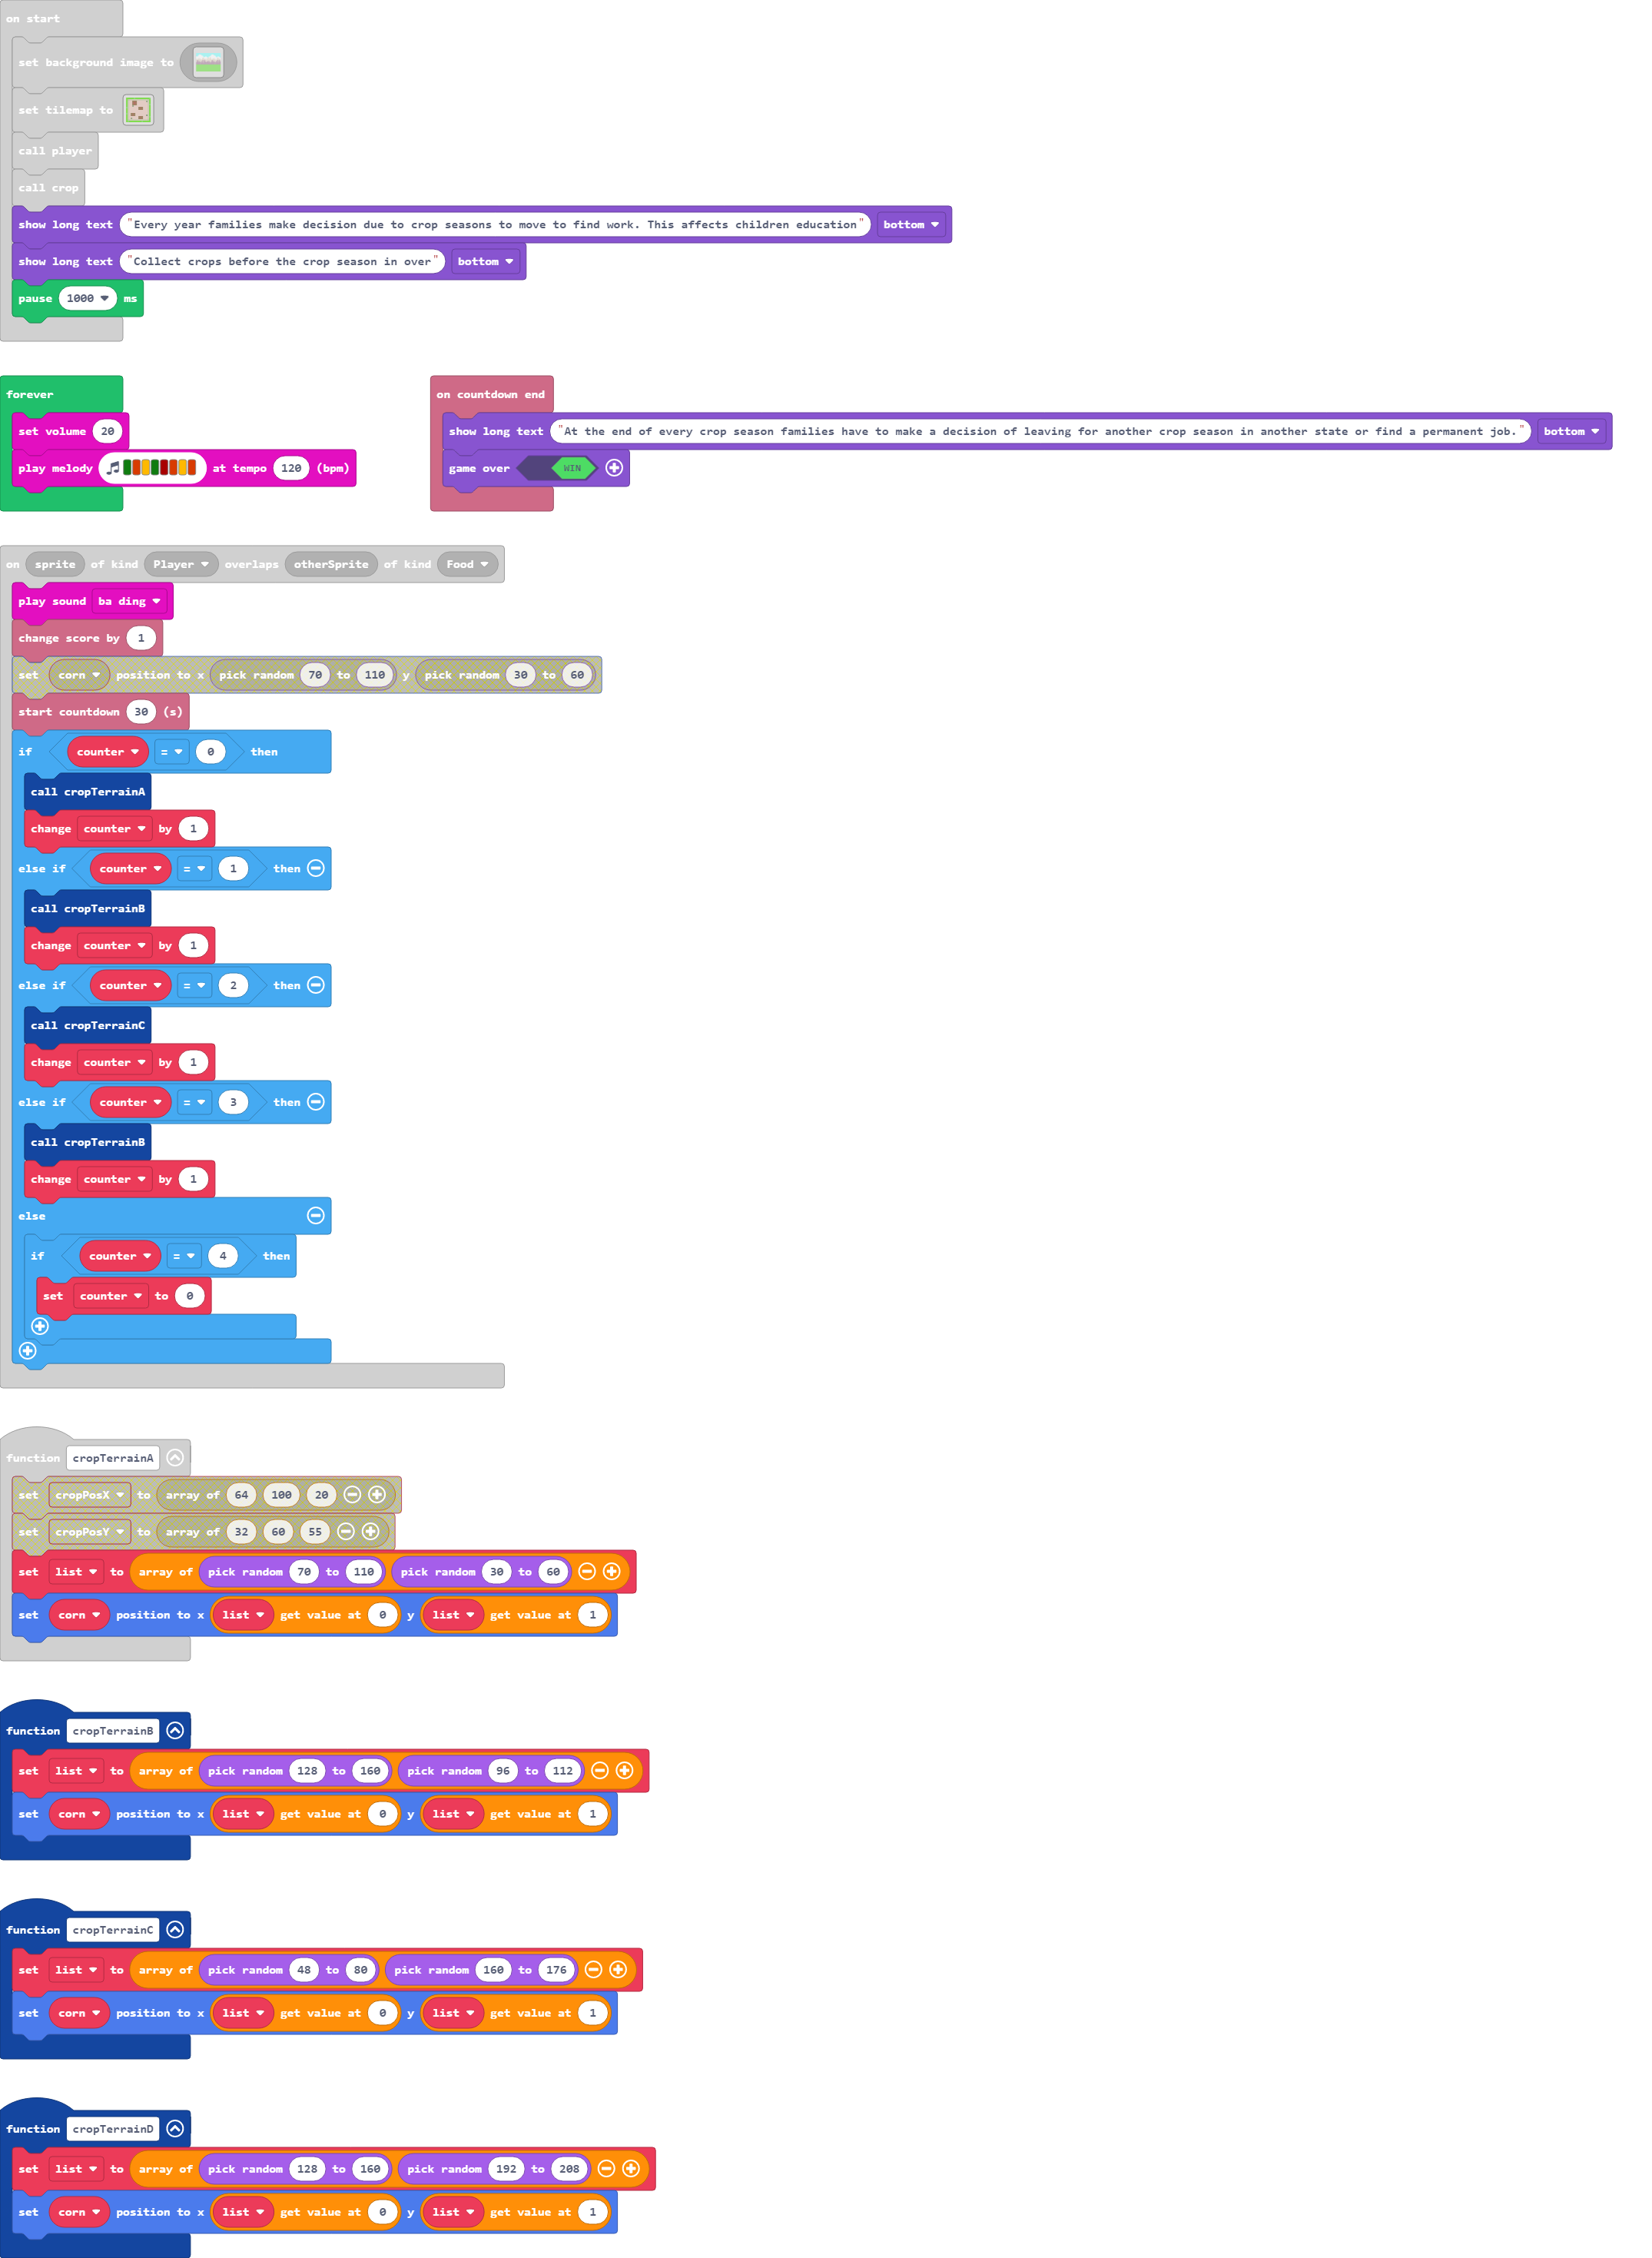 on start
set background image to
set tilemap to
call player
call crop
show long text "Every year families make decision due to crop seasons to move to find work. This affects children education" bottom
show long text "Collect crops before the crop season in over" bottom
pause 1000 ms
forever
set volume 20
play melody at tempo 120 (bpm)
on countdown end
show long text "At the end of every crop season families have to make a decision of leaving for another crop season in another state or find a permanent job." bottom
game over WIN
on sprite of kind Player overlaps otherSprite of kind Food
play sound ba ding
change score by 1
set corn position to x pick random 70 to 110 y pick random 30 to 60
start countdown 30 (s)
if counter = 0 then
call cropTerrainA
change counter by 1
else if counter = 1 then
call cropTerrainB
change counter by 1
else if counter = 2 then
call cropTerrainC
change counter by 1
else if counter = 3 then
call cropTerrainB
change counter by 1
else
if counter = 4 then
set counter to 0
function cropTerrainA
set cropPosX to array of 64 100 20
set cropPosY to array of 32 60 55
set list to array of pick random 70 to 110 pick random 30 to 60
set corn position to x list get value at 0 y list get value at 1
function cropTerrainB
set list to array of pick random 128 to 160 pick random 96 to 112
set corn position to x list get value at 0 y list get value at 1
function cropTerrainC
set list to array of pick random 48 to 80 pick random 160 to 176
set corn position to x list get value at 0 y list get value at 1
function cropTerrainD
set list to array of pick random 128 to 160 pick random 192 to 208
set corn position to x list get value at 0 y list get value at 1